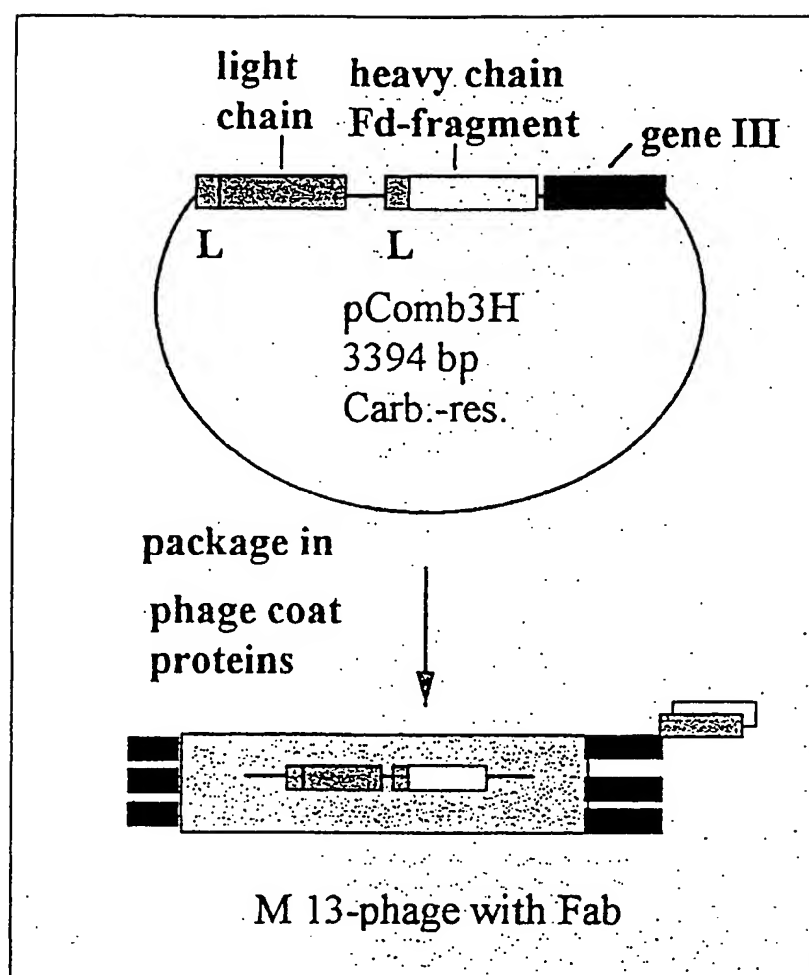 light
chain
heavy chain
Fd-fragment
gene III
L
L
pComb3H
3394 bp
Carb.-res.
package in
phage coat
proteins
M 13-phage with Fab